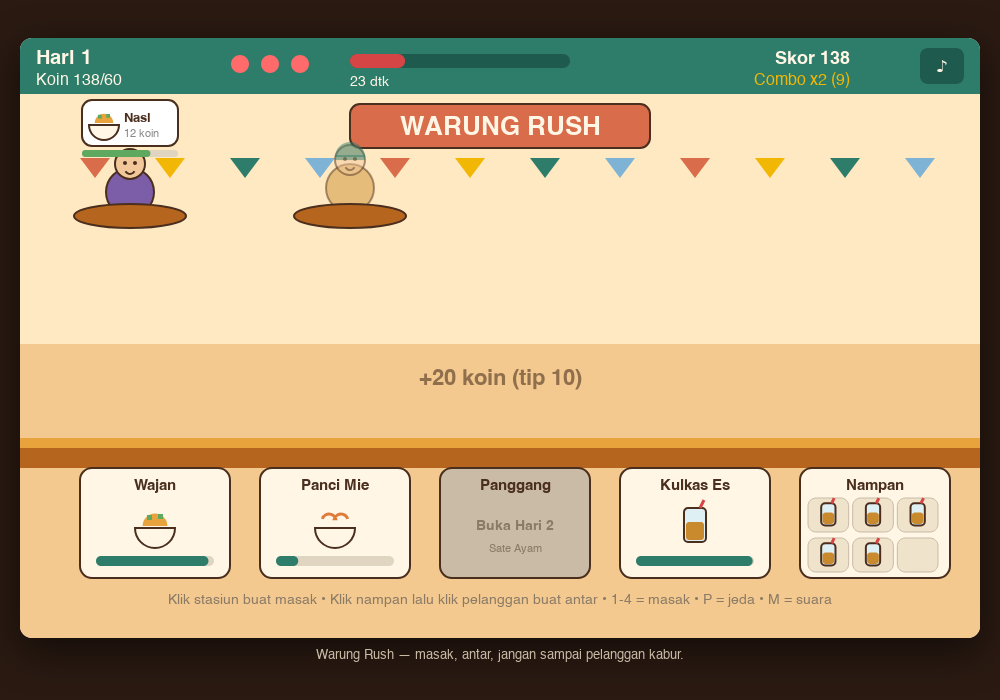 Hari 1
Koin 138/60
23 dtk
Skor 138
Combo x2 (9)
♪
Nasi
12 koin
WARUNG RUSH
+20 koin (tip 10)
Wajan
Panci Mie
Panggang
Buka Hari 2
Sate Ayam
Kulkas Es
Nampan
Klik stasiun buat masak • Klik nampan lalu klik pelanggan buat antar • 1-4 = masak • P = jeda • M = suara
Warung Rush — masak, antar, jangan sampai pelanggan kabur.